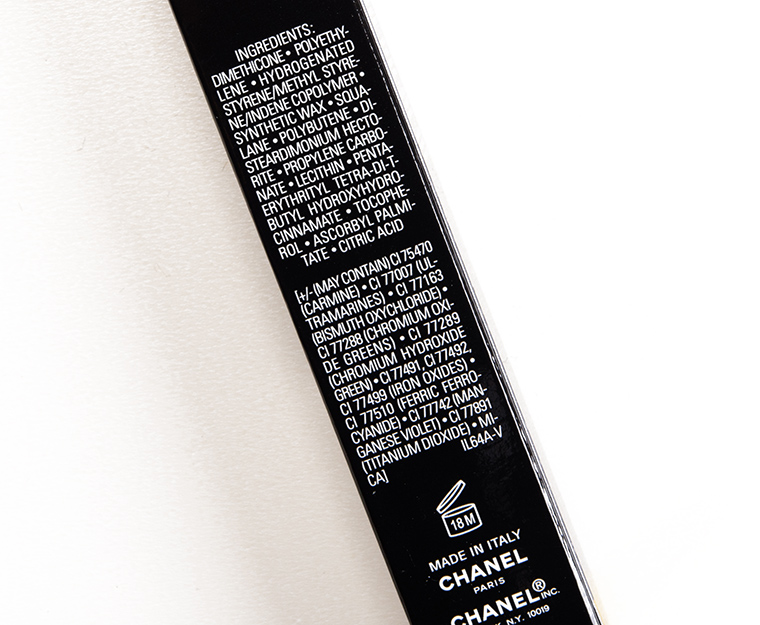 INGREDIENTS:
DIMETHICONE • POLYETHY-
LENE • HYDROGENATED
STYRENE/METHYL STYRE-
NE/INDENE COPOLYMER •
SYNTHETIC WAX • SQUA-
LANE • POLYBUTENE • DI-
STEARDIMONIUM HECTO-
RITE • PROPYLENE CARBO-
NATE • LECITHIN • PENTA-
ERYTHRITYL TETRA-DI-T-
BUTYL HYDROXYHYDRO-
CINNAMATE • TOCOPHE-
ROL • ASCORBYL PALMI-
TATE • CITRIC ACID
[+/- (MAY CONTAIN) CI 75470
(CARMINE) • CI 77007 (UL-
TRAMARINES) • CI 77163
(BISMUTH OXYCHLORIDE) •
CI 77288 (CHROMIUM OXI-
DE GREENS) • CI 77289
(CHROMIUM HYDROXIDE
GREEN) • CI 77491, CI 77492,
CI 77499 (IRON OXIDES) •
CI 77510 (FERRIC FERRO-
CYANIDE) • CI 77742 (MAN-
GANESE VIOLET) • CI 77891
(TITANIUM DIOXIDE) • MI-
CA] IL64A-V
18 M
MADE IN ITALY
CHANEL
PARIS
CHANEL® INC.
N.Y. 10019